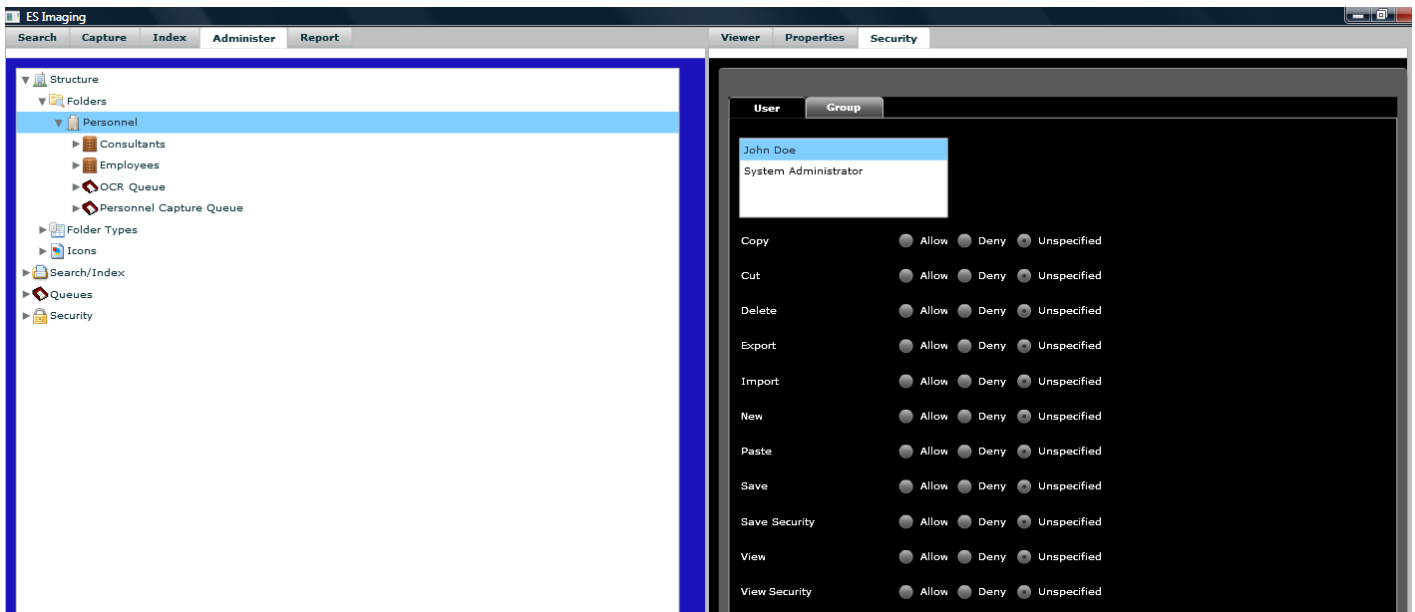 ES Imaging
Search Capture Index Administer Report
Viewer Properties Security
Structure
Folders
Personnel
Consultants
Employees
OCR Queue
Personnel Capture Queue
Folder Types
Icons
Search/Index
Queues
Security
User Group
John Doe
System Administrator
Copy Allow Deny Unspecified
Cut Allow Deny Unspecified
Delete Allow Deny Unspecified
Export Allow Deny Unspecified
Import Allow Deny Unspecified
New Allow Deny Unspecified
Paste Allow Deny Unspecified
Save Allow Deny Unspecified
Save Security Allow Deny Unspecified
View Allow Deny Unspecified
View Security Allow Deny Unspecified